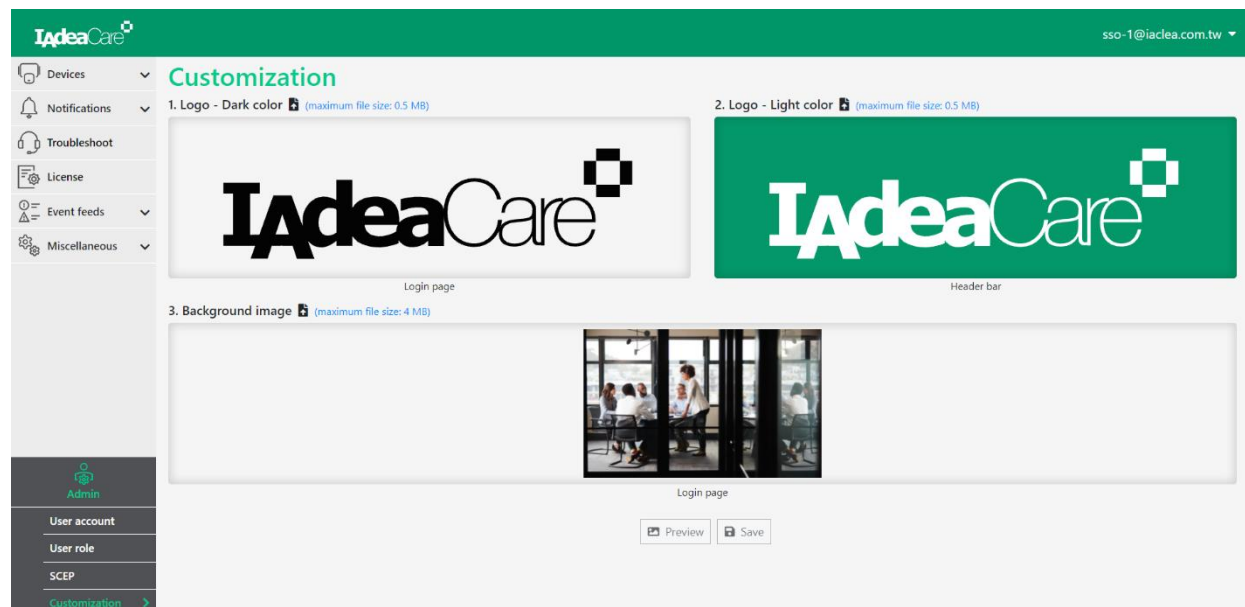 IAdeaCare
sso-1@iaclea.com.tw
Devices
Notifications
Troubleshoot
License
Event feeds
Miscellaneous
Admin
User account
User role
SCEP
Customization
Customization
1. Logo - Dark color (maximum file size: 0.5 MB)
IAdeaCare
Login page
2. Logo - Light color (maximum file size: 0.5 MB)
IAdeaCare
Header bar
3. Background image (maximum file size: 4 MB)
Login page
Preview
Save